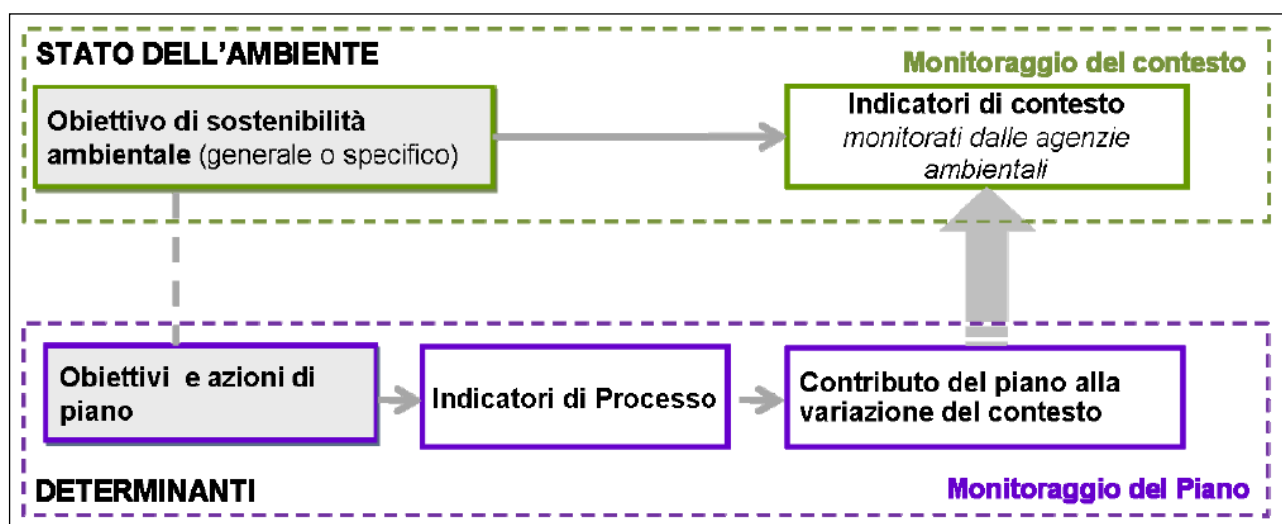 STATO DELL'AMBIENTE
Monitoraggio del contesto
Obiettivo di sostenibilità
ambientale (generale o specifico)
Indicatori di contesto
monitorati dalle agenzie
ambientali
Obiettivi e azioni di
piano
Indicatori di Processo
Contributo del piano alla
variazione del contesto
DETERMINANTI
Monitoraggio del Piano